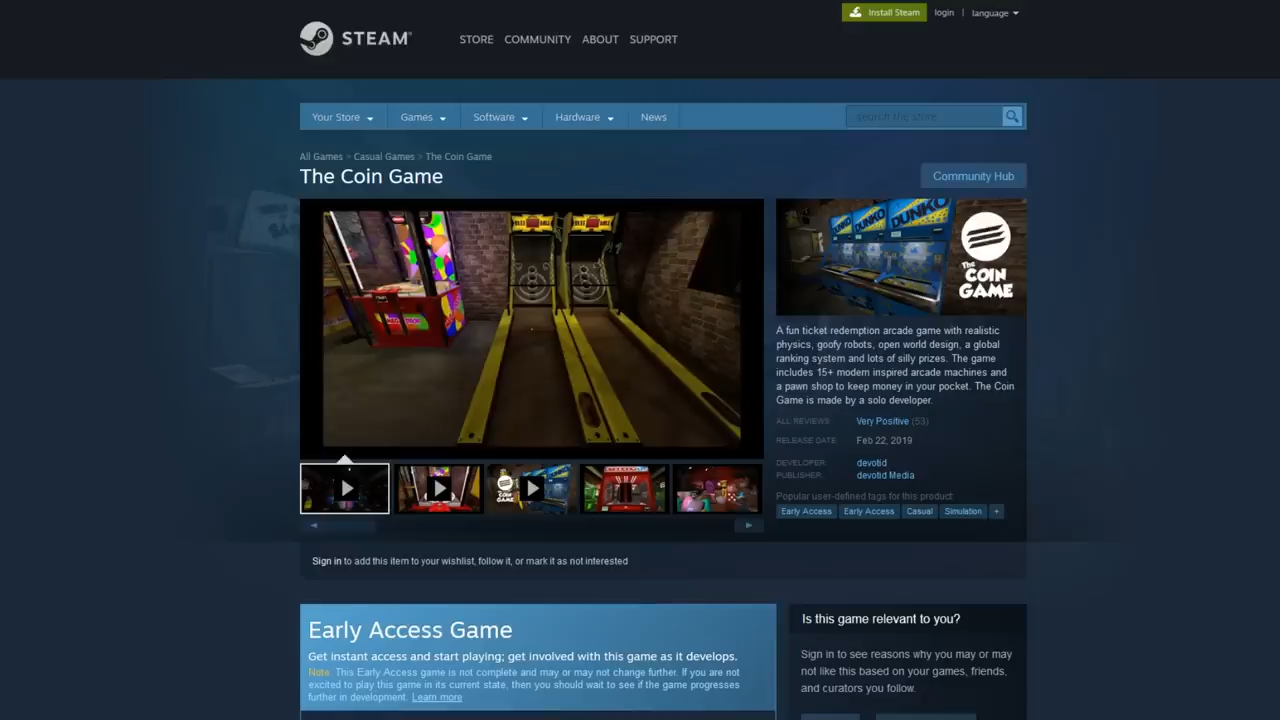 Install Steam
login | language
STEAM
STORE COMMUNITY ABOUT SUPPORT
Your Store Games Software Hardware News
search the store
All Games > Casual Games > The Coin Game
The Coin Game
Community Hub
DUNKO DUNKO DUNKO
THE COIN GAME
A fun ticket redemption arcade game with realistic
physics, goofy robots, open world design, a global
ranking system and lots of silly prizes. The game
includes 15+ modern inspired arcade machines and
a pawn shop to keep money in your pocket. The Coin
Game is made by a solo developer.
ALL REVIEWS: Very Positive (53)
RELEASE DATE: Feb 22, 2019
DEVELOPER: devotid
PUBLISHER: devotid Media
Popular user-defined tags for this product:
Early Access Early Access Casual Simulation +
Sign in to add this item to your wishlist, follow it, or mark it as not interested
Early Access Game
Get instant access and start playing; get involved with this game as it develops.
Note: This Early Access game is not complete and may or may not change further. If you are not
excited to play this game in its current state, then you should wait to see if the game progresses
further in development. Learn more
Is this game relevant to you?
Sign in to see reasons why you may or may
not like this based on your games, friends,
and curators you follow.